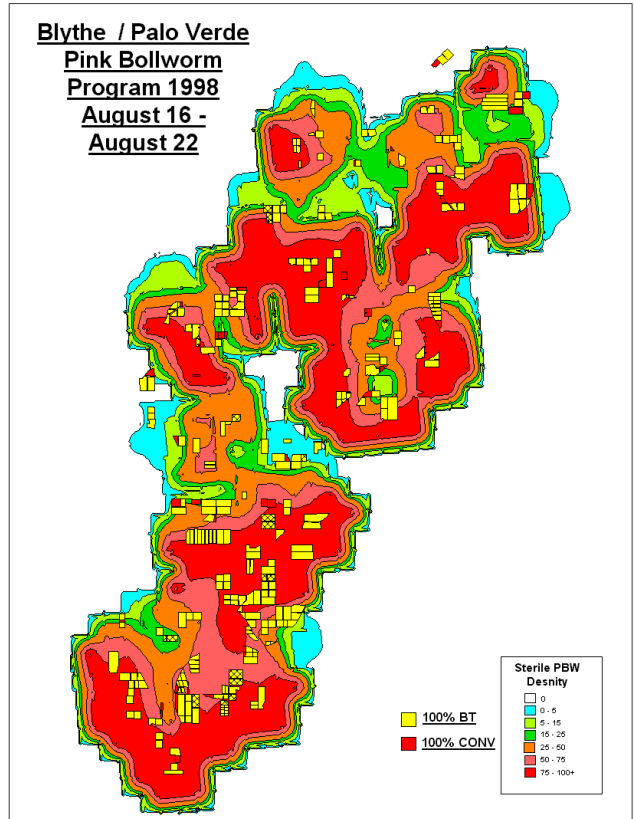 Blythe / Palo Verde
Pink Bollworm
Program 1998
August 16 -
August 22
100% BT
100% CONV
Sterile PBW
Desnity
0
0 - 5
5 - 15
15 - 25
25 - 50
50 - 75
75 - 100+